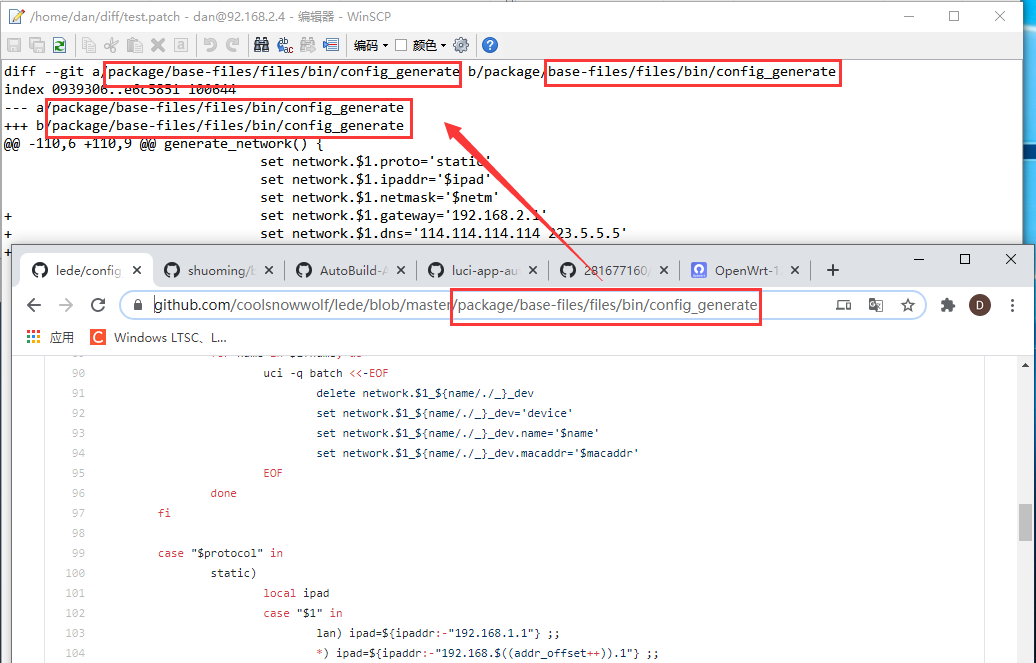 /home/dan/diff/test.patch - dan@92.168.2.4 - 编辑器 - WinSCP
编码 颜色
diff --git a/package/base-files/files/bin/config_generate b/package/base-files/files/bin/config_generate
index 0939306..e6c5851 100644
--- a/package/base-files/files/bin/config_generate
+++ b/package/base-files/files/bin/config_generate
@@ -110,6 +110,9 @@ generate_network() {
set network.$1.proto='static'
set network.$1.ipaddr='$ipad'
set network.$1.netmask='$netm'
+ set network.$1.gateway='192.168.2.1'
+ set network.$1.dns='114.114.114.114 223.5.5.5'
+
lede/config shuoming/ AutoBuild- luci-app-au 281677160/ OpenWrt-1
github.com/coolsnowwolf/lede/blob/master/package/base-files/files/bin/config_generate
D
应用 C Windows LTSC、L...
90 uci -q batch <<-EOF
91 delete network.$1_${name/./_}_dev
92 set network.$1_${name/./_}_dev='device'
93 set network.$1_${name/./_}_dev.name='$name'
94 set network.$1_${name/./_}_dev.macaddr='$macaddr'
95 EOF
96 done
97 fi
98
99 case "$protocol" in
100 static)
101 local ipad
102 case "$1" in
103 lan) ipad=${ipaddr:-"192.168.1.1"} ;;
104 *) ipad=${ipaddr:-"192.168.$((addr_offset++)).1"} ;;